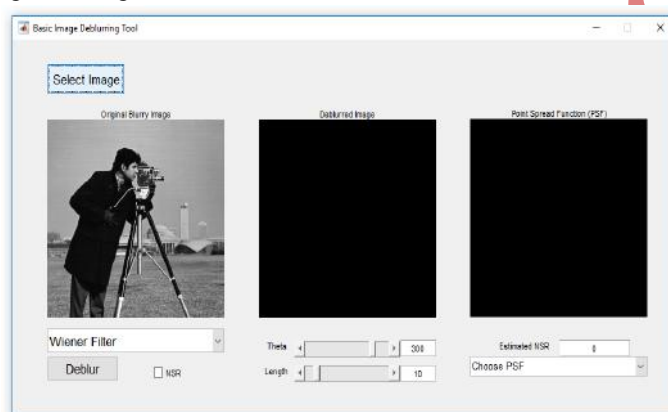 Basic Image Deblurring Tool
Select Image
Original Blurry Image
Deblurred Image
Point Spread Function (PSF)
Wiener Filter
Deblur
NSR
Theta
300
Length
10
Estimated NSR
0
Choose PSF